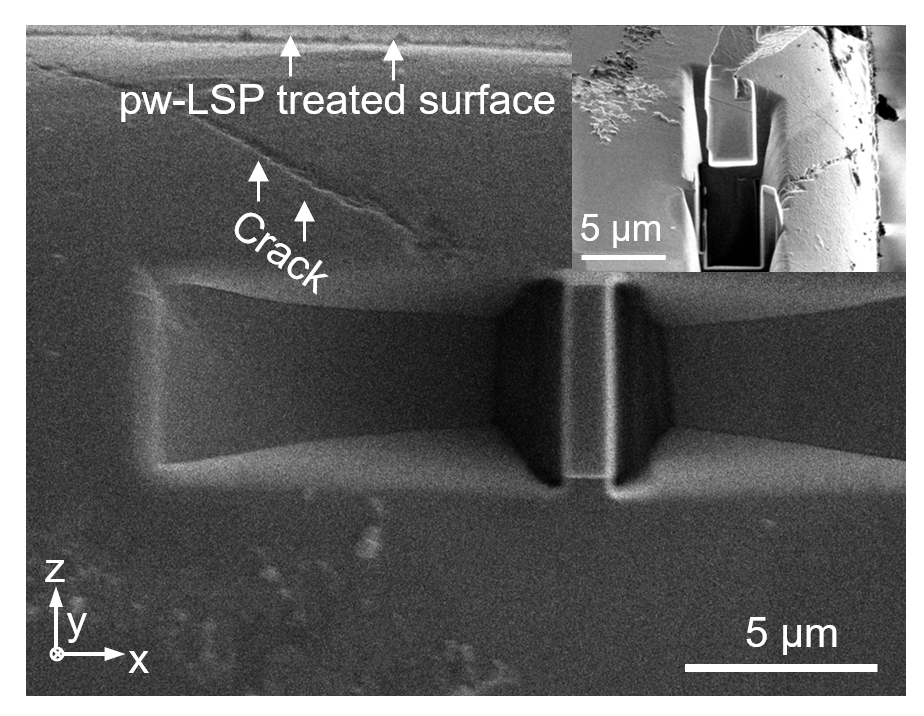 pw-LSP treated surface
5 µm
Crack
z
y
x
5 µm